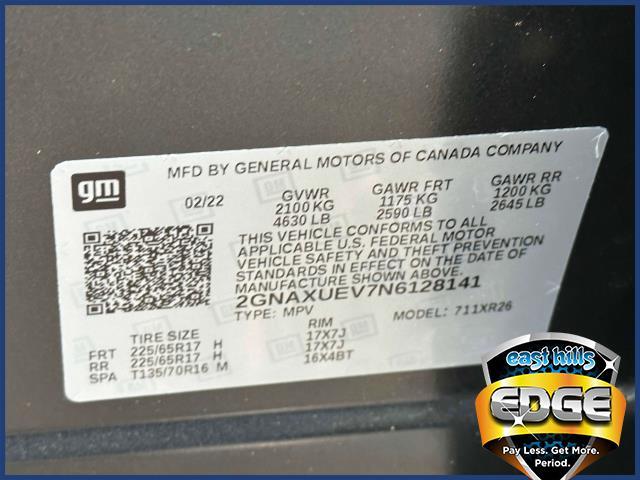 MFD BY GENERAL MOTORS OF CANADA COMPANY
gm
02/22 GVWR GAWR FRT GAWR RR
2100 KG 1175 KG 1200 KG
4630 LB 2590 LB 2645 LB
THIS VEHICLE CONFORMS TO ALL
APPLICABLE U.S. FEDERAL MOTOR
VEHICLE SAFETY AND THEFT PREVENTION
STANDARDS IN EFFECT ON THE DATE OF
MANUFACTURE SHOWN ABOVE.
2GNAXUEV7N6128141
TYPE: MPV MODEL: 711XR26
TIRE SIZE RIM
FRT 225/65R17 H 17X7J
RR 225/65R17 H 17X7J
SPA T135/70R16 M 16X4BT
east hills
EDGE
Pay Less. Get More.
Period.